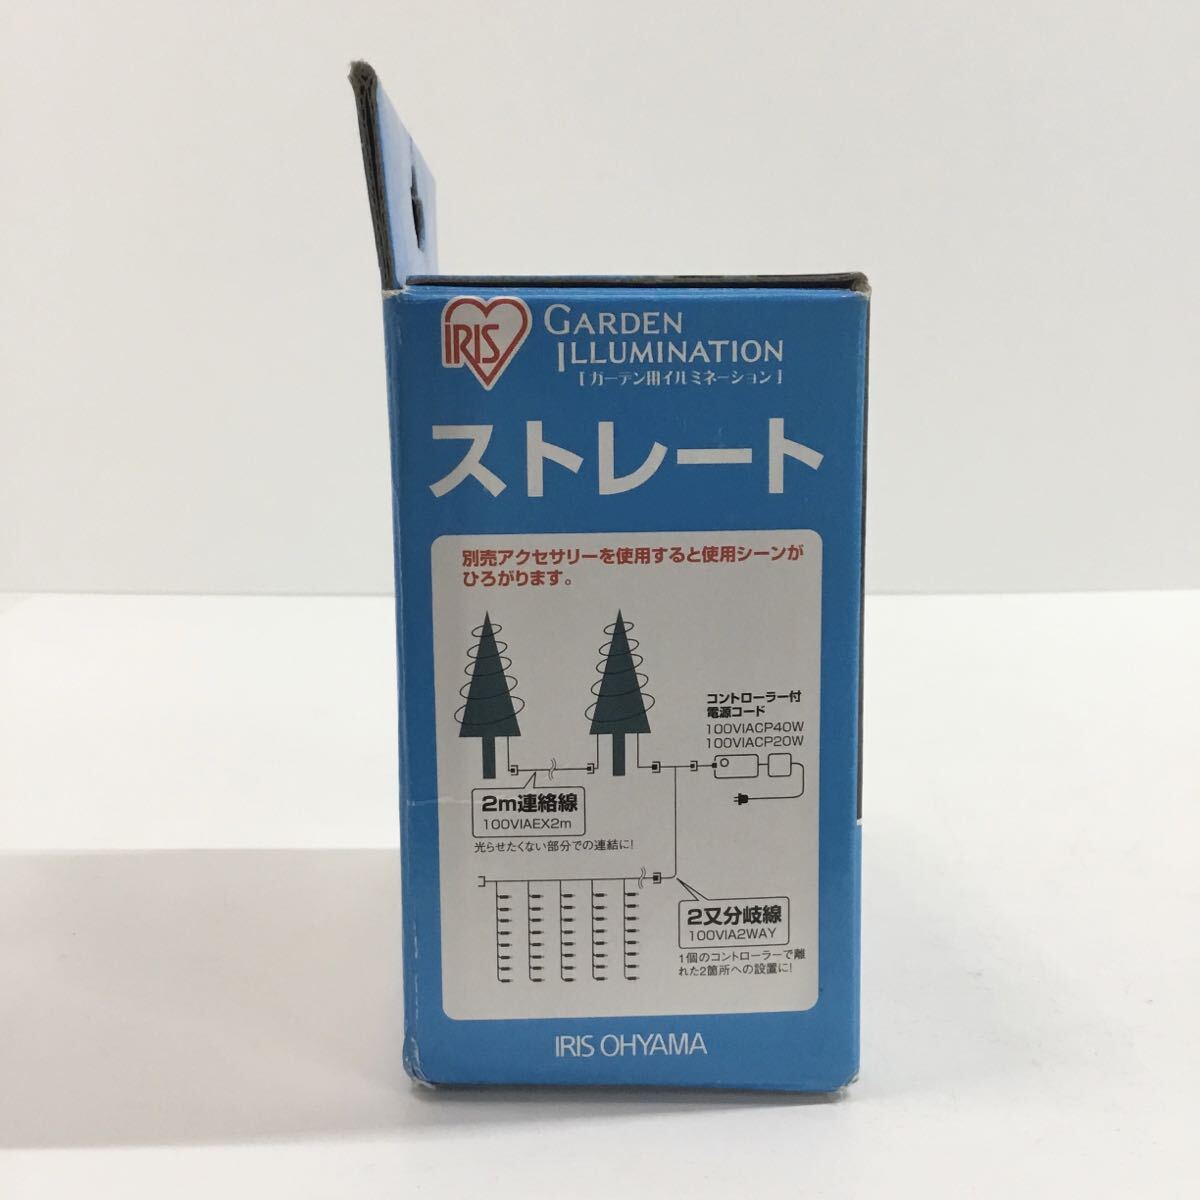 IRIS
GARDEN
ILLUMINATION
[ガーデン用イルミネーション]
ストレート
別売アクセサリーを使用すると使用シーンが
ひろがります。
コントローラー付
電源コード
100VIACP40W
100VIACP20W
2m連絡線
100VIAEX2m
光らせたくない部分での連結に!
2又分岐線
100VIA2WAY
1個のコントローラーで離
れた2箇所への設置に!
IRIS OHYAMA